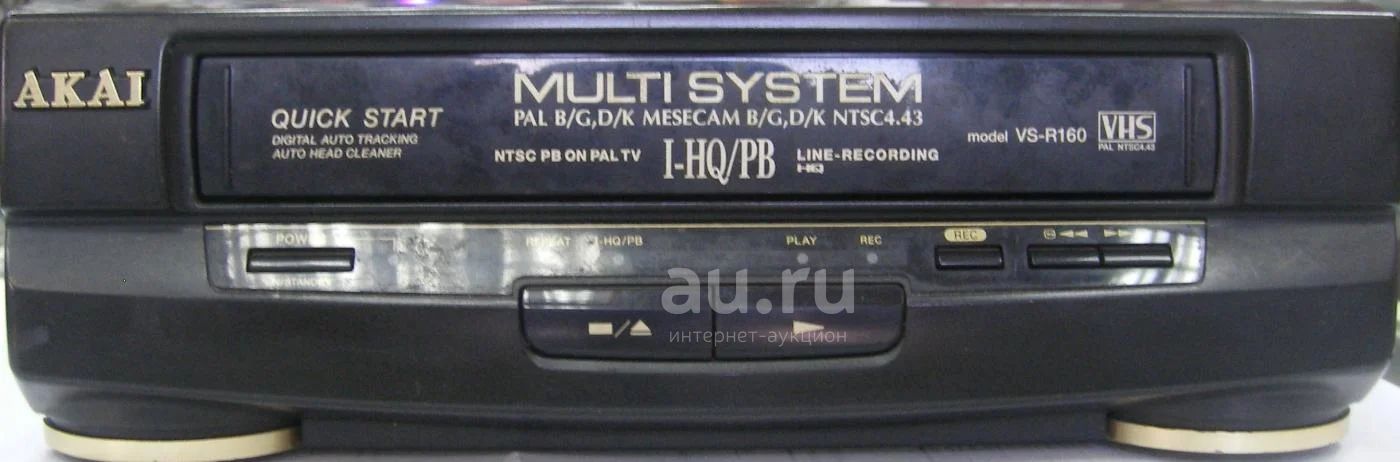 AKAI
MULTI SYSTEM
QUICK START
PAL B/G,D/K MESECAM B/G,D/K NTSC4.43
DIGITAL AUTO TRACKING
AUTO HEAD CLEANER
NTSC PB ON PAL TV
I-HQ/PB
LINE-RECORDING
I-HQ
model VS-R160
VHS
PAL NTSC4.43
POW
REPEAT
I-HQ/PB
PLAY
REC
REC
au.ru
интернет-аукцион